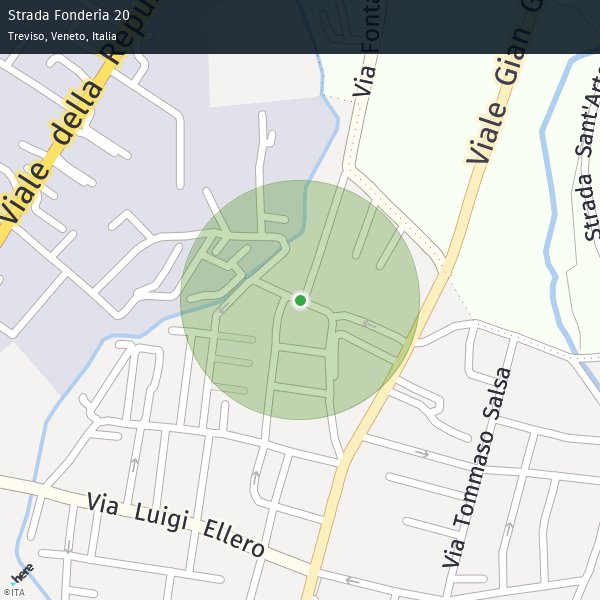 Strada Fonderia 20
Treviso, Veneto, Italia
Viale della Repu
Via Fonta
Viale Gian G
Strada Sant'Arte
Via Tommaso Salsa
Via Luigi Ellero
here
©ITA